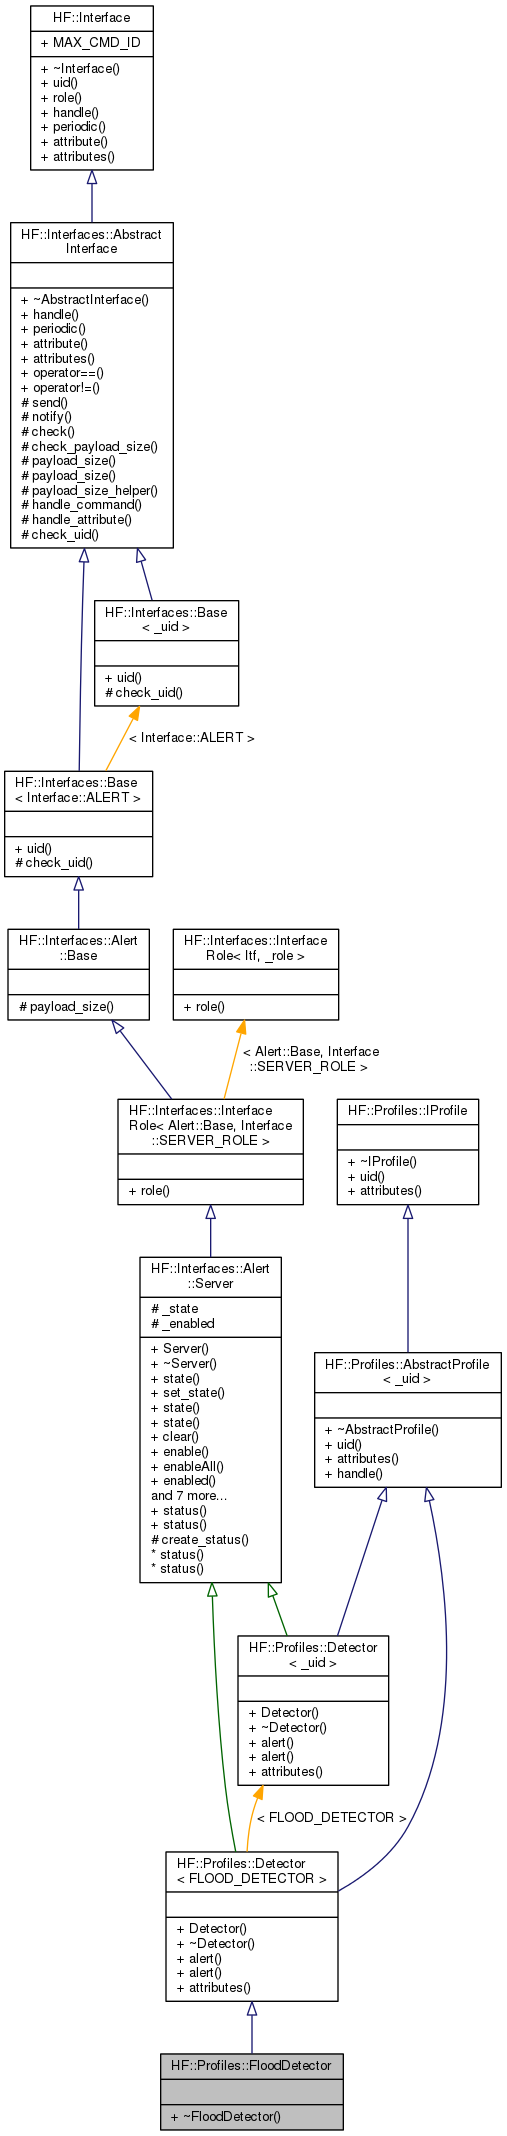 HF::Interface
+ MAX_CMD_ID
+ ~Interface()
+ uid()
+ role()
+ handle()
+ periodic()
+ attribute()
+ attributes()
HF::Interfaces::Abstract
Interface
+ ~AbstractInterface()
+ handle()
+ periodic()
+ attribute()
+ attributes()
+ operator==()
+ operator!=()
# send()
# notify()
# check()
# check_payload_size()
# payload_size()
# payload_size()
# payload_size_helper()
# handle_command()
# handle_attribute()
# check_uid()
HF::Interfaces::Base
< _uid >
+ uid()
# check_uid()
< Interface::ALERT >
HF::Interfaces::Base
< Interface::ALERT >
+ uid()
# check_uid()
HF::Interfaces::Alert
::Base
# payload_size()
HF::Interfaces::Interface
Role< Itf, _role >
+ role()
< Alert::Base, Interface
::SERVER_ROLE >
HF::Interfaces::Interface
Role< Alert::Base, Interface
::SERVER_ROLE >
+ role()
HF::Profiles::IProfile
+ ~IProfile()
+ uid()
+ attributes()
HF::Interfaces::Alert
::Server
# _state
# _enabled
+ Server()
+ ~Server()
+ state()
+ set_state()
+ state()
+ state()
+ clear()
+ enable()
+ enableAll()
+ enabled()
and 7 more...
+ status()
+ status()
# create_status()
* status()
* status()
HF::Profiles::AbstractProfile
< _uid >
+ ~AbstractProfile()
+ uid()
+ attributes()
+ handle()
HF::Profiles::Detector
< _uid >
+ Detector()
+ ~Detector()
+ alert()
+ alert()
+ attributes()
< FLOOD_DETECTOR >
HF::Profiles::Detector
< FLOOD_DETECTOR >
+ Detector()
+ ~Detector()
+ alert()
+ alert()
+ attributes()
HF::Profiles::FloodDetector
+ ~FloodDetector()